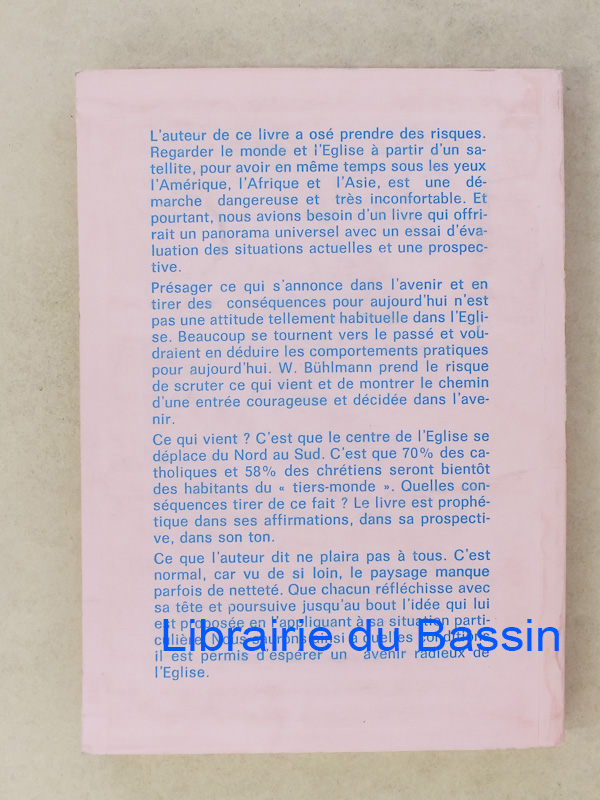 L'auteur de ce livre a osé prendre des risques.
Regarder le monde et l'Eglise à partir d'un sa-
tellite, pour avoir en même temps sous les yeux
l'Amérique, l'Afrique et l'Asie, est une dé-
marche dangereuse et très inconfortable. Et
pourtant, nous avions besoin d'un livre qui offri-
rait un panorama universel avec un essai d'éva-
luation des situations actuelles et une prospec-
tive.
Présager ce qui s'annonce dans l'avenir et en
tirer des conséquences pour aujourd'hui n'est
pas une attitude tellement habituelle dans l'Egli-
se. Beaucoup se tournent vers le passé et vou-
draient en déduire les comportements pratiques
pour aujourd'hui. W. Bühlmann prend le risque
de scruter ce qui vient et de montrer le chemin
d'une entrée courageuse et décidée dans l'ave-
nir.
Ce qui vient ? C'est que le centre de l'Eglise se
déplace du Nord au Sud. C'est que 70% des ca-
tholiques et 58% des chrétiens seront bientôt
des habitants du « tiers-monde ». Quelles con-
séquences tirer de ce fait ? Le livre est prophé-
tique dans ses affirmations, dans sa prospecti-
ve, dans son ton.
Ce que l'auteur dit ne plaira pas à tous. C'est
normal, car vu de si loin, le paysage manque
parfois de netteté. Que chacun réfléchisse avec
sa tête et poursuive jusqu'au bout l'idée qui lui
est proposée en l'appliquant à sa situation parti-
culière. Nous saurons ainsi à quelles conditions
Librairie du Bassin
il est permis d'espérer un avenir radieux de
l'Eglise.